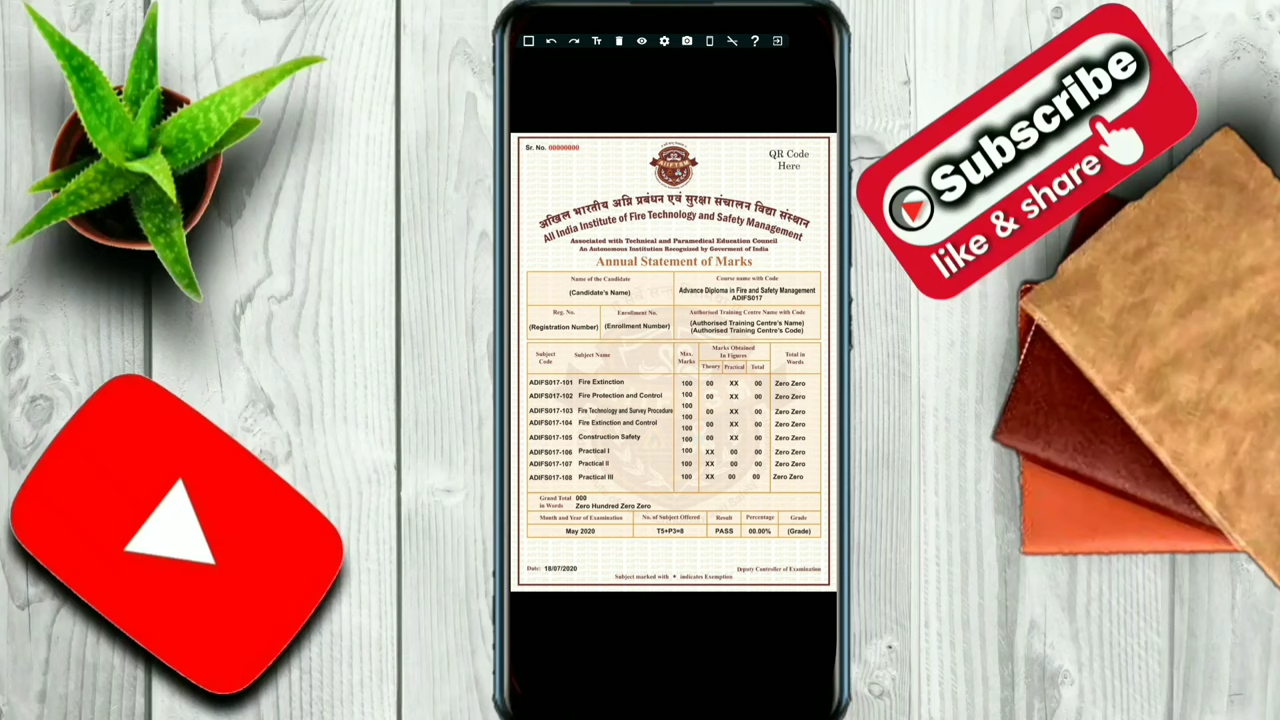 Sr. No. 00000000
QR Code
Here
अखिल भारतीय अग्नि प्रबंधन एवं सुरक्षा संचालन विद्या संस्थान
All India Institute of Fire Technology and Safety Management
Associated with Technical and Paramedical Education Council
An Autonomous Institution Recognized by Goverment of India
Annual Statement of Marks
Name of the Candidate Course name with Code
(Candidate's Name) Advance Diploma in Fire and Safety Management
ADIFS017
Reg. No. Enrollment No. Authorised Training Centre Name with Code
(Registration Number) (Enrollment Number) (Authorised Training Centre's Name)
(Authorised Training Centre's Code)
Subject Code Subject Name Max. Marks Marks Obtained In Figures Total in Words
Theory Practical Total
ADIFS017-101 Fire Extinction 100 00 XX 00 Zero Zero
ADIFS017-102 Fire Protection and Control 100 00 XX 00 Zero Zero
100
ADIFS017-103 Fire Technology and Survey Procedure 100 00 XX 00 Zero Zero
ADIFS017-104 Fire Extinction and Control 100 00 XX 00 Zero Zero
ADIFS017-105 Construction Safety 100 00 XX 00 Zero Zero
ADIFS017-106 Practical I 100 XX 00 00 Zero Zero
ADIFS017-107 Practical II 100 XX 00 00 Zero Zero
ADIFS017-108 Practical III 100 XX 00 00 Zero Zero
Grand Total 000
in Words Zero Hundred Zero Zero
Month and Year of Examination No. of Subject Offered Result Percentage Grade
May 2020 T5+P3=8 PASS 00.00% (Grade)
Date: 18/07/2020 Deputy Controller of Examination
Subject marked with * indicates Exemption
Subscribe
like & share